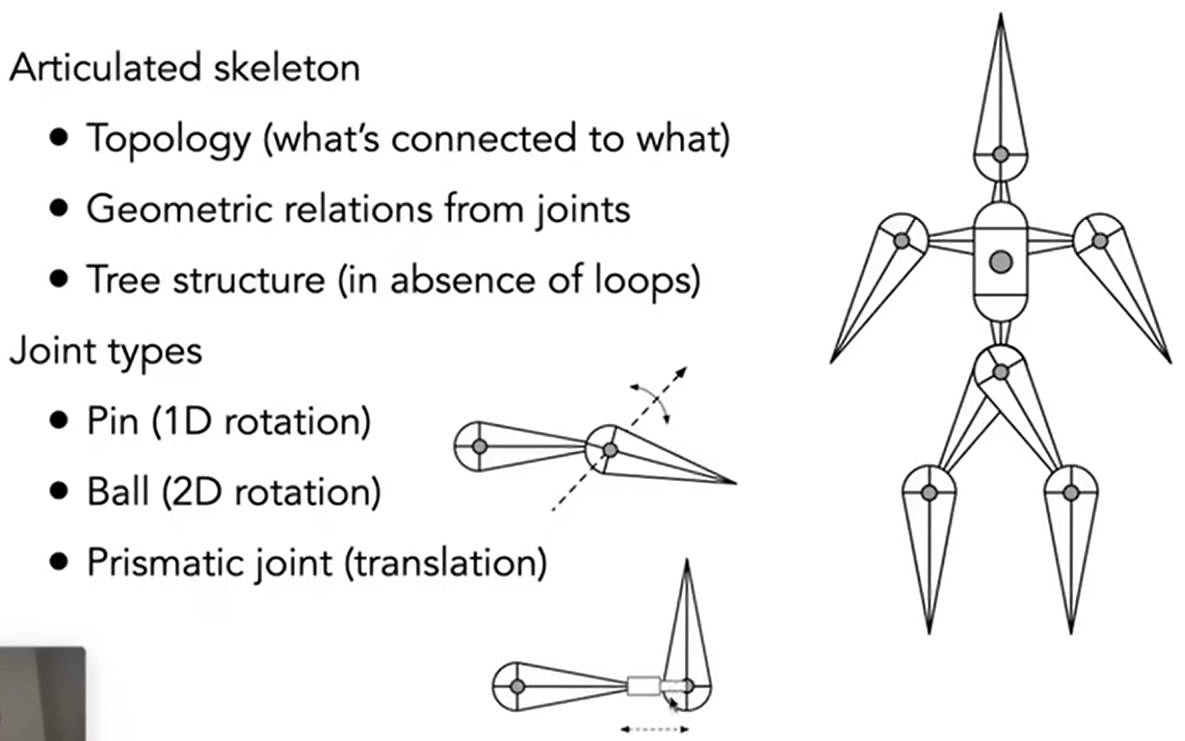 Articulated skeleton
• Topology (what's connected to what)
• Geometric relations from joints
• Tree structure (in absence of loops)
Joint types
• Pin (1D rotation)
• Ball (2D rotation)
• Prismatic joint (translation)